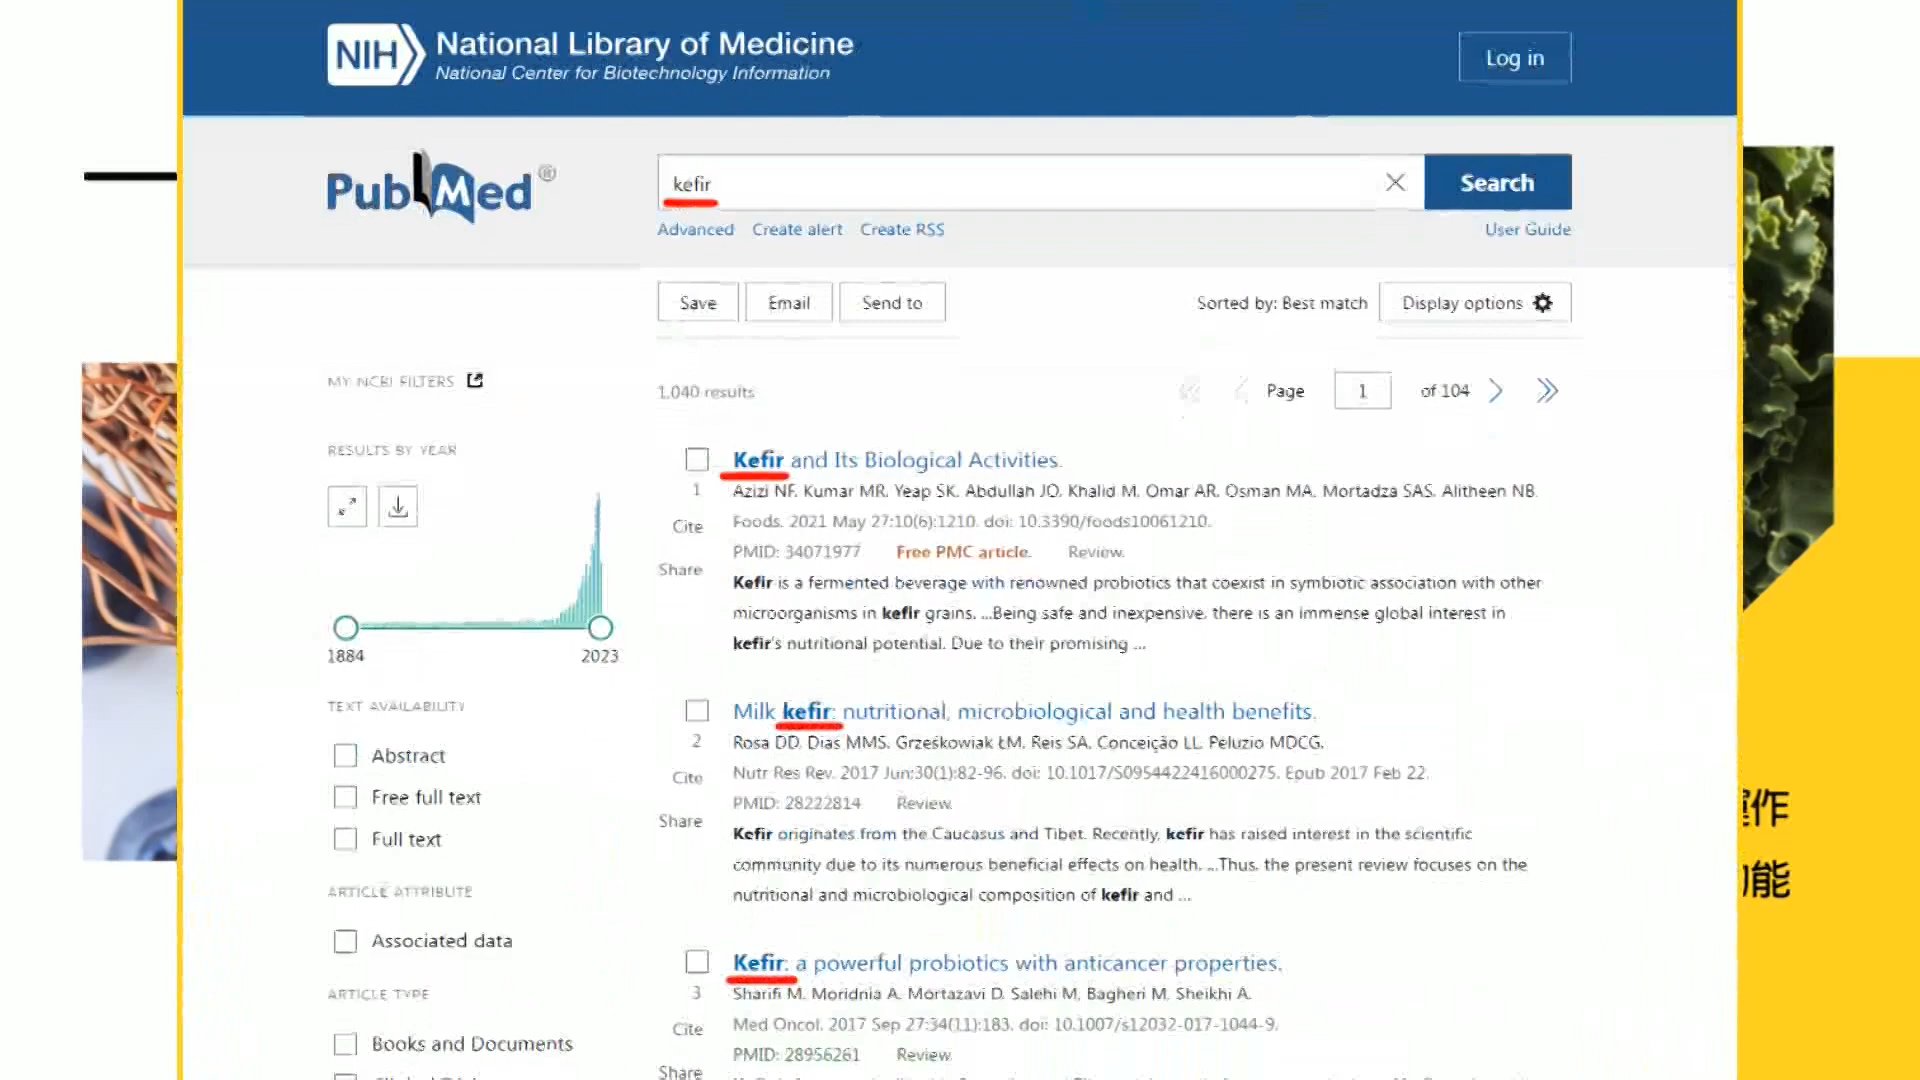 NIH National Library of Medicine
National Center for Biotechnology Information
Log in
PubMed®
kefir
Search
Advanced Create alert Create RSS
User Guide
Save Email Send to
Sorted by: Best match Display options
MY NCBI FILTERS
1,040 results
Page 1 of 104
RESULTS BY YEAR
1884 2023
TEXT AVAILABILITY
Abstract
Free full text
Full text
ARTICLE ATTRIBUTE
Associated data
ARTICLE TYPE
Books and Documents
Kefir and Its Biological Activities.
1
Azizi NF, Kumar MR, Yeap SK, Abdullah JO, Khalid M, Omar AR, Osman MA, Mortadza SAS, Alitheen NB.
Cite
Foods. 2021 May 27;10(6):1210. doi: 10.3390/foods10061210.
PMID: 34071977 Free PMC article. Review.
Share
Kefir is a fermented beverage with renowned probiotics that coexist in symbiotic association with other
microorganisms in kefir grains. ...Being safe and inexpensive, there is an immense global interest in
kefir's nutritional potential. Due to their promising ...
Milk kefir: nutritional, microbiological and health benefits.
2
Rosa DD, Dias MMS, Grześkowiak ŁM, Reis SA, Conceição LL, Peluzio MDCG.
Cite
Nutr Res Rev. 2017 Jun;30(1):82-96. doi: 10.1017/S0954422416000275. Epub 2017 Feb 22.
PMID: 28222814 Review.
Share
Kefir originates from the Caucasus and Tibet. Recently, kefir has raised interest in the scientific
community due to its numerous beneficial effects on health. ...Thus, the present review focuses on the
nutritional and microbiological composition of kefir and ...
Kefir: a powerful probiotics with anticancer properties.
3
Sharifi M, Moridnia A, Mortazavi D, Salehi M, Bagheri M, Sheikhi A.
Cite
Med Oncol. 2017 Sep 27;34(11):183. doi: 10.1007/s12032-017-1044-9.
PMID: 28956261 Review.
Share
作
能